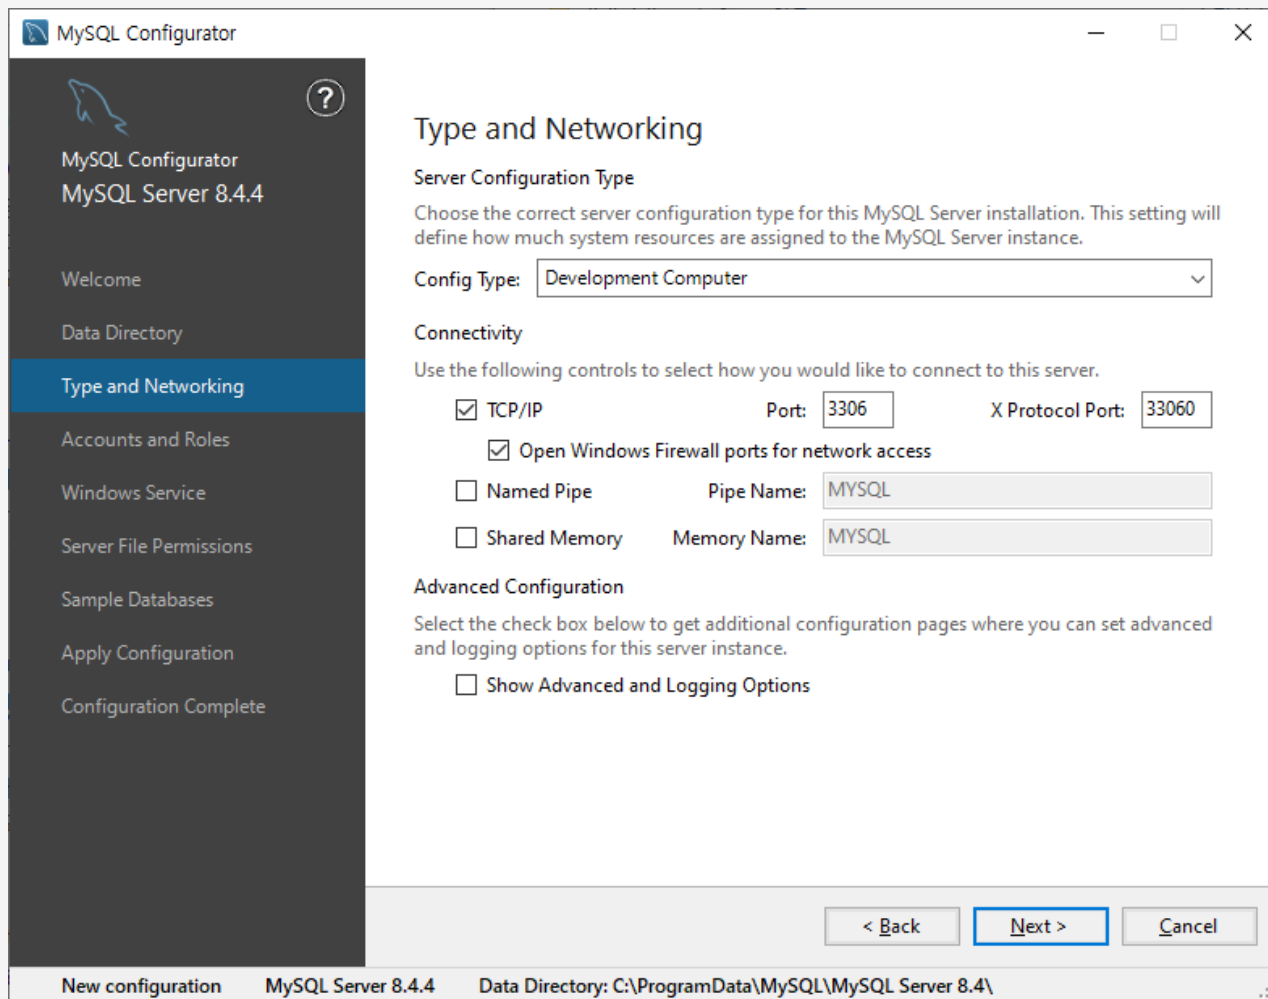 MySQL Configurator
?
MySQL Configurator
MySQL Server 8.4.4
Welcome
Data Directory
Type and Networking
Accounts and Roles
Windows Service
Server File Permissions
Sample Databases
Apply Configuration
Configuration Complete
Type and Networking
Server Configuration Type
Choose the correct server configuration type for this MySQL Server installation. This setting will
define how much system resources are assigned to the MySQL Server instance.
Config Type: Development Computer
Connectivity
Use the following controls to select how you would like to connect to this server.
TCP/IP Port: 3306 X Protocol Port: 33060
Open Windows Firewall ports for network access
Named Pipe Pipe Name: MYSQL
Shared Memory Memory Name: MYSQL
Advanced Configuration
Select the check box below to get additional configuration pages where you can set advanced
and logging options for this server instance.
Show Advanced and Logging Options
< Back Next > Cancel
New configuration MySQL Server 8.4.4 Data Directory: C:\ProgramData\MySQL\MySQL Server 8.4\